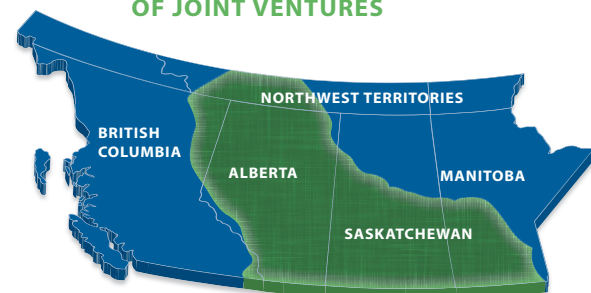 OF JOINT VENTURES
NORTHWEST TERRITORIES
BRITISH
COLUMBIA
ALBERTA
MANITOBA
SASKATCHEWAN